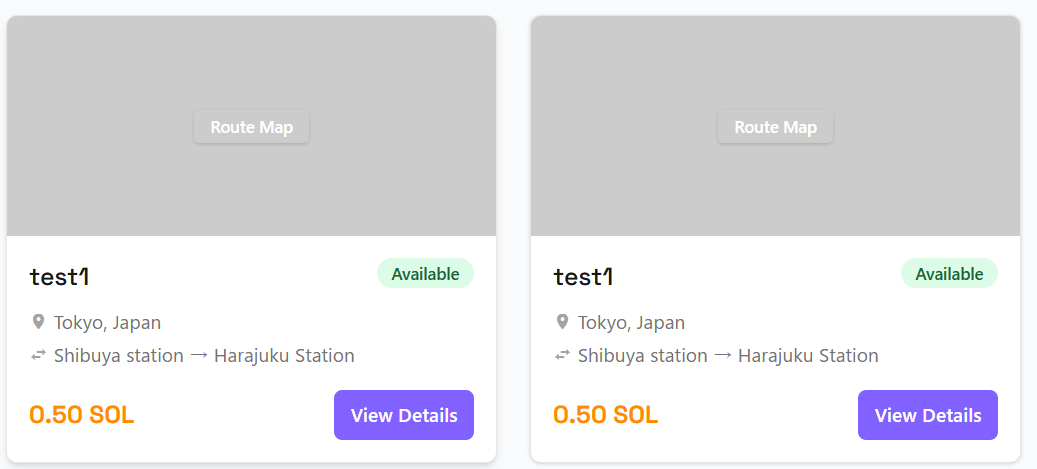 Route Map
test1
Available
Tokyo, Japan
Shibuya station → Harajuku Station
0.50 SOL
View Details
Route Map
test1
Available
Tokyo, Japan
Shibuya station → Harajuku Station
0.50 SOL
View Details